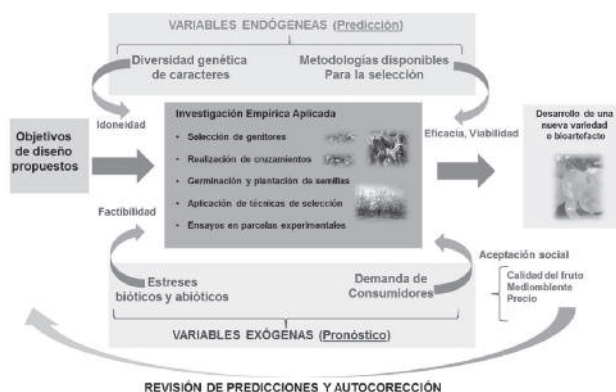 VARIABLES ENDÓGENEAS (Predicción)
Diversidad genética
de caracteres
Metodologías disponibles
Para la selección
Idoneidad
Eficacia, Viabilidad
Objetivos
de diseño
propuestos
Investigación Empírica Aplicada
• Selección de genitores
• Realización de cruzamientos
• Germinación y plantación de semillas
• Aplicación de técnicas de selección
• Ensayos en parcelas experimentales
Desarrollo de una
nueva variedad
o bioartefacto
Factibilidad
Estreses
bióticos y abióticos
Demanda de
Consumidores
Aceptación social
Calidad del fruto
Mediombiente
Precio
VARIABLES EXÓGENAS (Pronóstico)
REVISIÓN DE PREDICCIONES Y AUTOCORECCIÓN